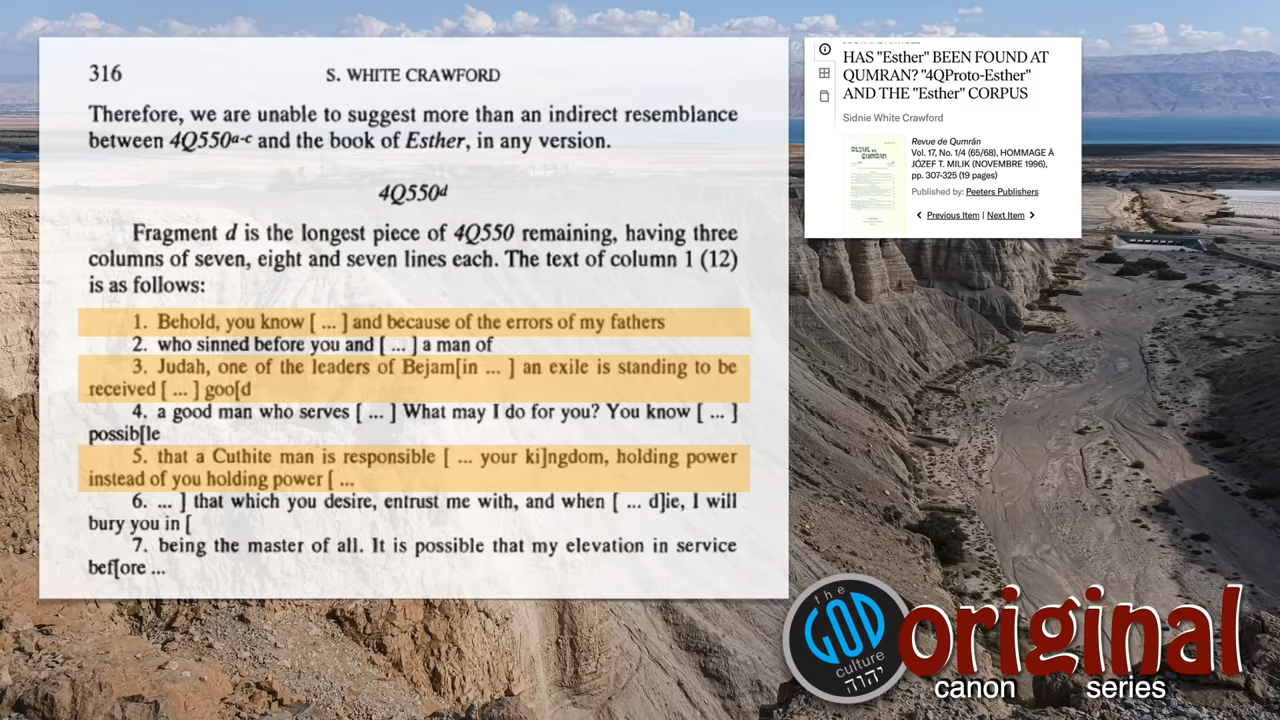 316 S. WHITE CRAWFORD
Therefore, we are unable to suggest more than an indirect resemblance
between 4Q550a-c and the book of Esther, in any version.
4Q550d
Fragment d is the longest piece of 4Q550 remaining, having three
columns of seven, eight and seven lines each. The text of column 1 (12)
is as follows:
1. Behold, you know [ ... ] and because of the errors of my fathers
2. who sinned before you and [ ... ] a man of
3. Judah, one of the leaders of Bejam[in ... ] an exile is standing to be
received [ ... ] goo[d
4. a good man who serves [ ... ] What may I do for you? You know [ ... ]
possib[le
5. that a Cuthite man is responsible [ ... your ki]ngdom, holding power
instead of you holding power [ ...
6. ... ] that which you desire, entrust me with, and when [ ... d]ie, I will
bury you in [
7. being the master of all. It is possible that my elevation in service
bef[ore ...
HAS "Esther" BEEN FOUND AT
QUMRAN? "4QProto-Esther"
AND THE "Esther" CORPUS
Sidnie White Crawford
Revue de Qumrân
Vol. 17, No. 1/4 (65/68), HOMMAGE À
JÓZEF T. MILIK (NOVEMBRE 1996),
pp. 307-325 (19 pages)
Published by: Peeters Publishers
Previous Item | Next Item
the
GOD
culture
יהוה
original
canon series